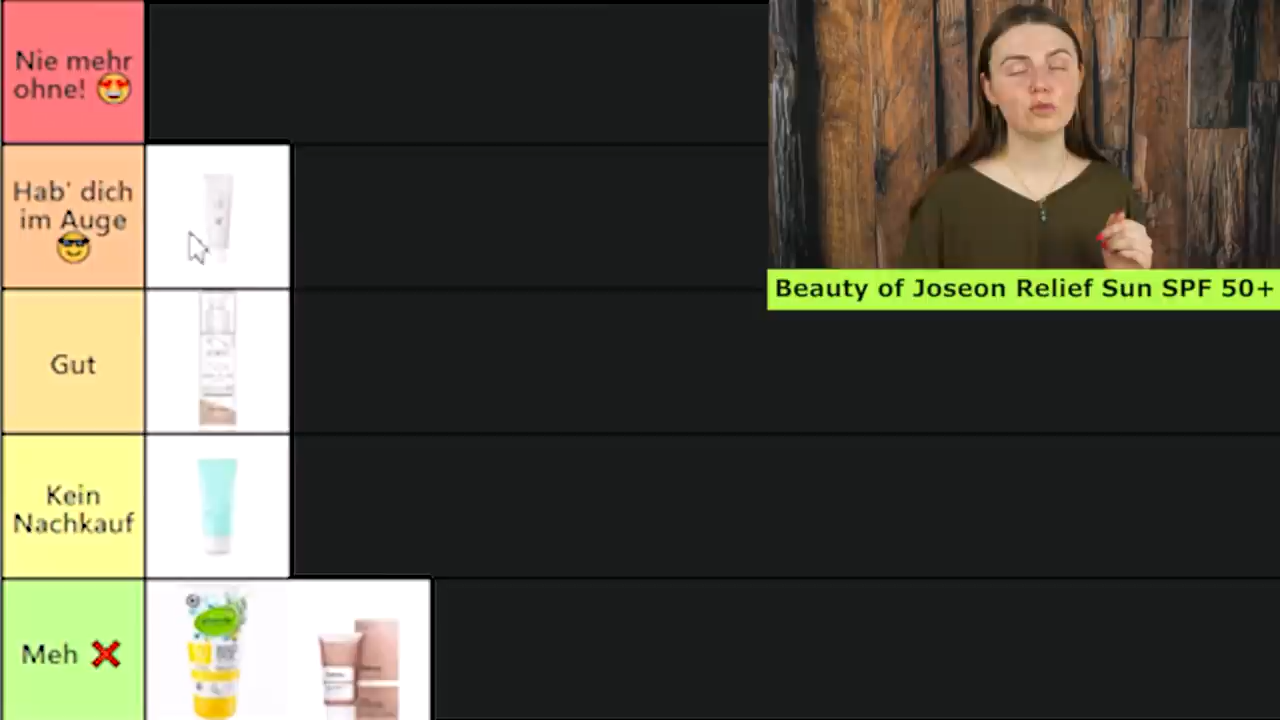 Nie mehr
ohne! 😍
Hab' dich
im Auge
😎
Beauty of Joseon Relief Sun SPF 50+
Gut
Kein
Nachkauf
Meh ❌